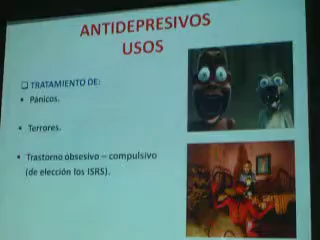 ANTIDEPRESIVOS
USOS
❑ TRATAMIENTO DE:
• Pánicos.
• Terrores.
• Trastorno obsesivo – compulsivo
(de elección los ISRS).